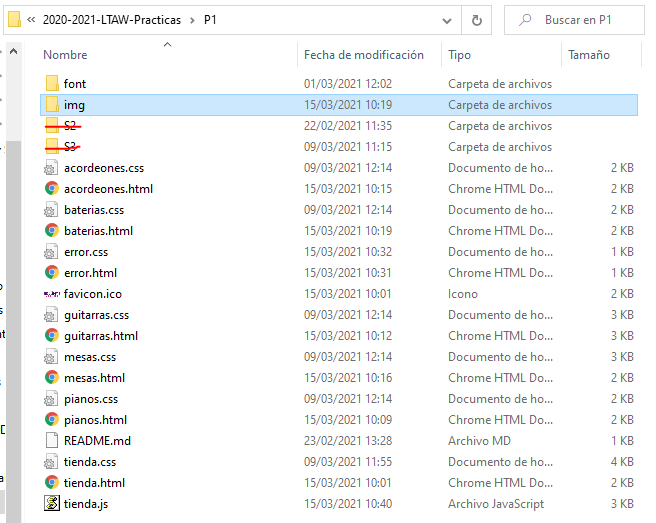 « 2020-2021-LTAW-Practicas > P1 Buscar en P1
Nombre Fecha de modificación Tipo Tamaño
font 01/03/2021 12:02 Carpeta de archivos
img 15/03/2021 10:19 Carpeta de archivos
S2 22/02/2021 11:35 Carpeta de archivos
S3 09/03/2021 11:15 Carpeta de archivos
acordeones.css 09/03/2021 12:14 Documento de ho... 2 KB
acordeones.html 15/03/2021 10:15 Chrome HTML Do... 2 KB
baterias.css 09/03/2021 12:14 Documento de ho... 2 KB
baterias.html 15/03/2021 10:19 Chrome HTML Do... 2 KB
error.css 15/03/2021 10:32 Documento de ho... 1 KB
error.html 15/03/2021 10:31 Chrome HTML Do... 1 KB
favicon.ico 15/03/2021 10:01 Icono 2 KB
guitarras.css 09/03/2021 12:14 Documento de ho... 3 KB
guitarras.html 15/03/2021 10:12 Chrome HTML Do... 3 KB
mesas.css 09/03/2021 12:14 Documento de ho... 3 KB
mesas.html 15/03/2021 10:16 Chrome HTML Do... 2 KB
pianos.css 09/03/2021 12:14 Documento de ho... 2 KB
pianos.html 15/03/2021 10:09 Chrome HTML Do... 2 KB
README.md 23/02/2021 13:28 Archivo MD 1 KB
tienda.css 09/03/2021 11:55 Documento de ho... 4 KB
tienda.html 15/03/2021 10:01 Chrome HTML Do... 2 KB
tienda.js 15/03/2021 10:40 Archivo JavaScript 3 KB